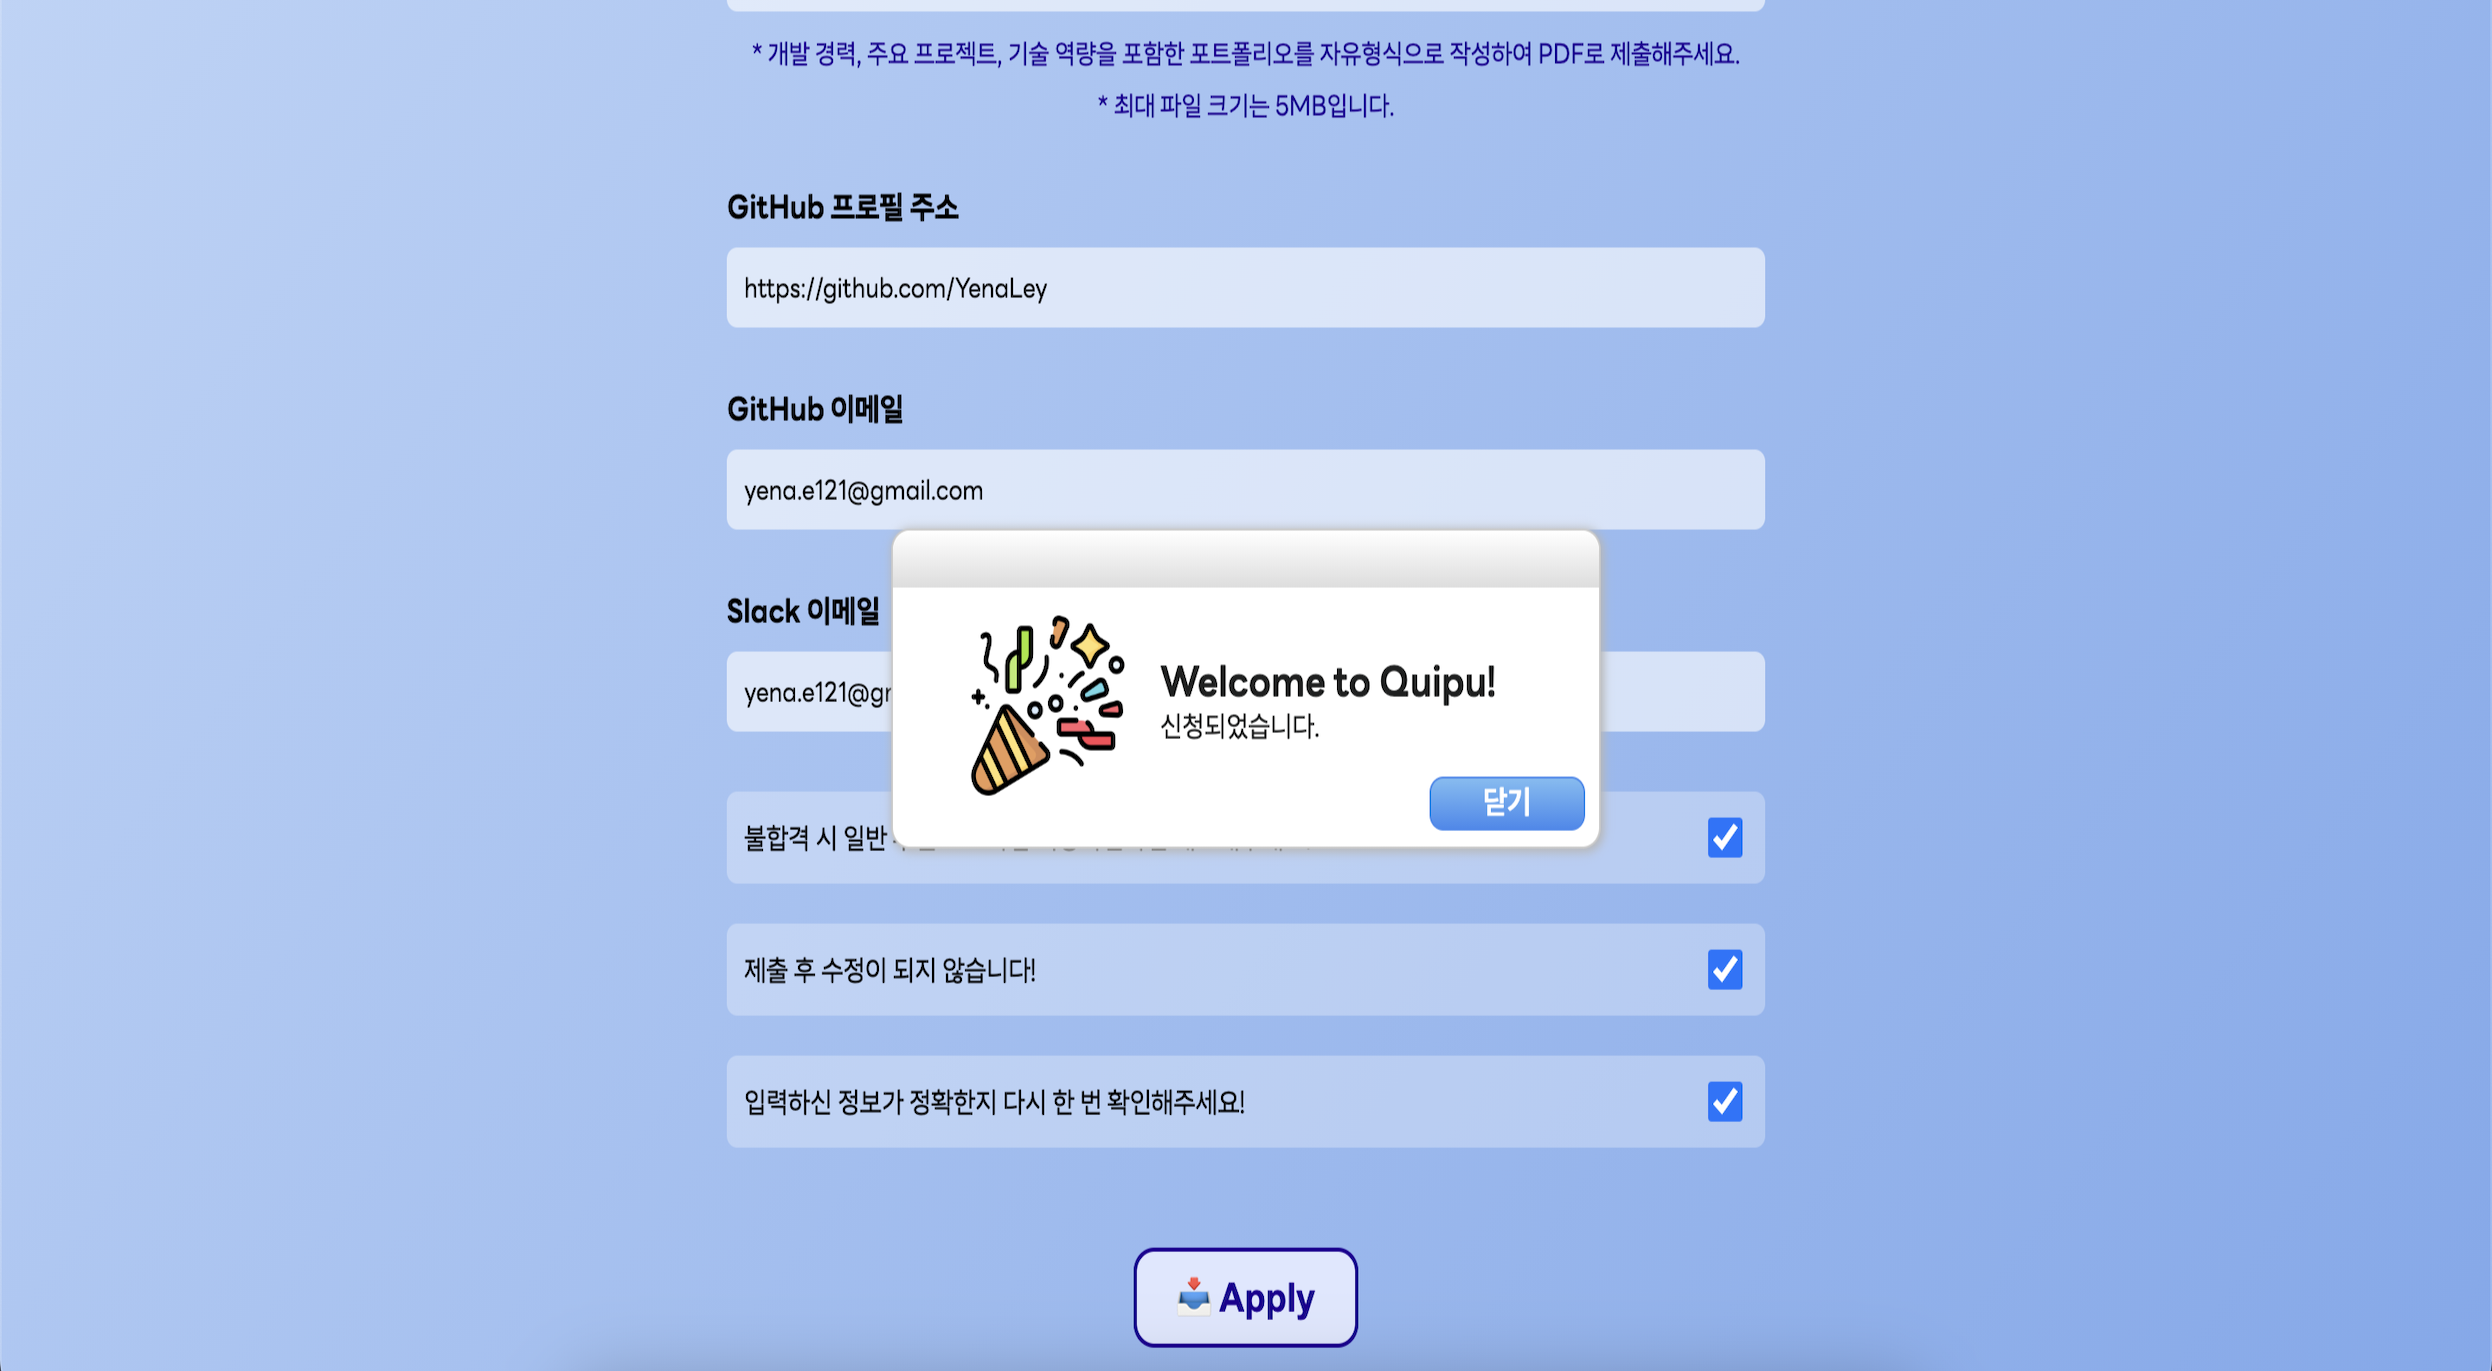 * 개발 경력, 주요 프로젝트, 기술 역량을 포함한 포트폴리오를 자유형식으로 작성하여 PDF로 제출해주세요.
* 최대 파일 크기는 5MB입니다.
GitHub 프로필 주소
https://github.com/YenaLey
GitHub 이메일
yena.e121@gmail.com
Slack 이메일
yena.e121@gr
Welcome to Quipu!
신청되었습니다.
닫기
불합격 시 일반
제출 후 수정이 되지 않습니다!
입력하신 정보가 정확한지 다시 한 번 확인해주세요!
Apply